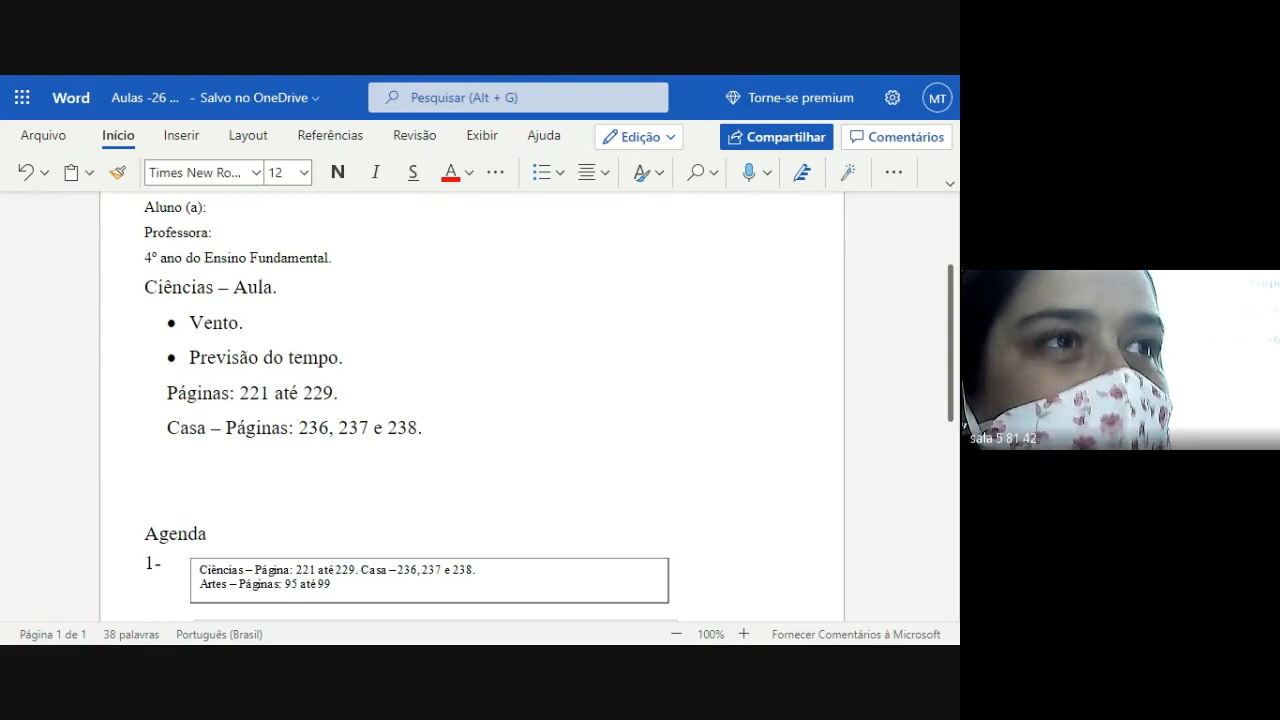 Word Aulas -26 ... - Salvo no OneDrive Pesquisar (Alt + G) Torne-se premium MT
Arquivo Início Inserir Layout Referências Revisão Exibir Ajuda Edição Compartilhar Comentários
Times New Ro... 12 N I S A ... ...
Aluno (a):
Professora:
4º ano do Ensino Fundamental.
Ciências – Aula.
• Vento.
• Previsão do tempo.
Páginas: 221 até 229.
Casa – Páginas: 236, 237 e 238.
sala 5 81 42
Agenda
1-
Ciências – Página: 221 até 229. Casa – 236, 237 e 238.
Artes – Páginas: 95 até 99
Página 1 de 1 38 palavras Português (Brasil) 100% Fornecer Comentários à Microsoft